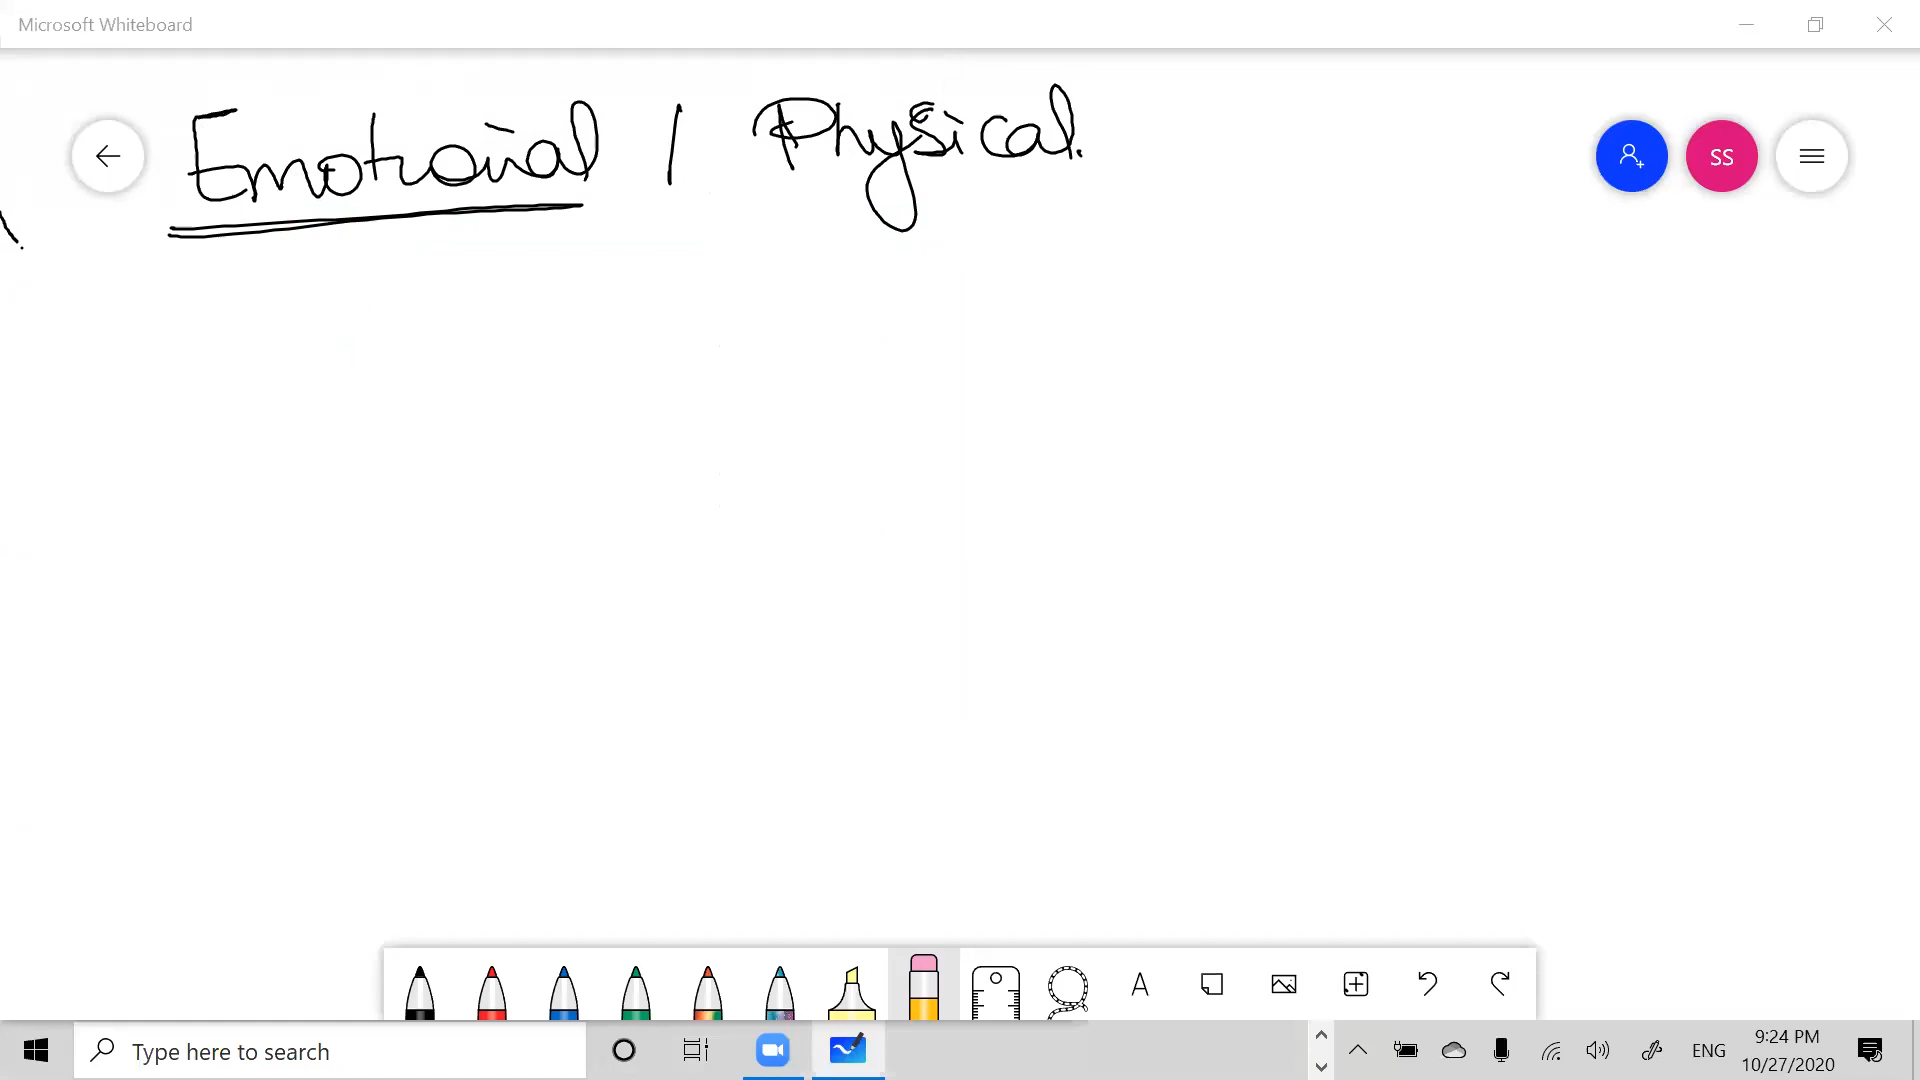 Microsoft Whiteboard
Emotional / Physical.
SS
A
Type here to search
ENG
9:24 PM
10/27/2020